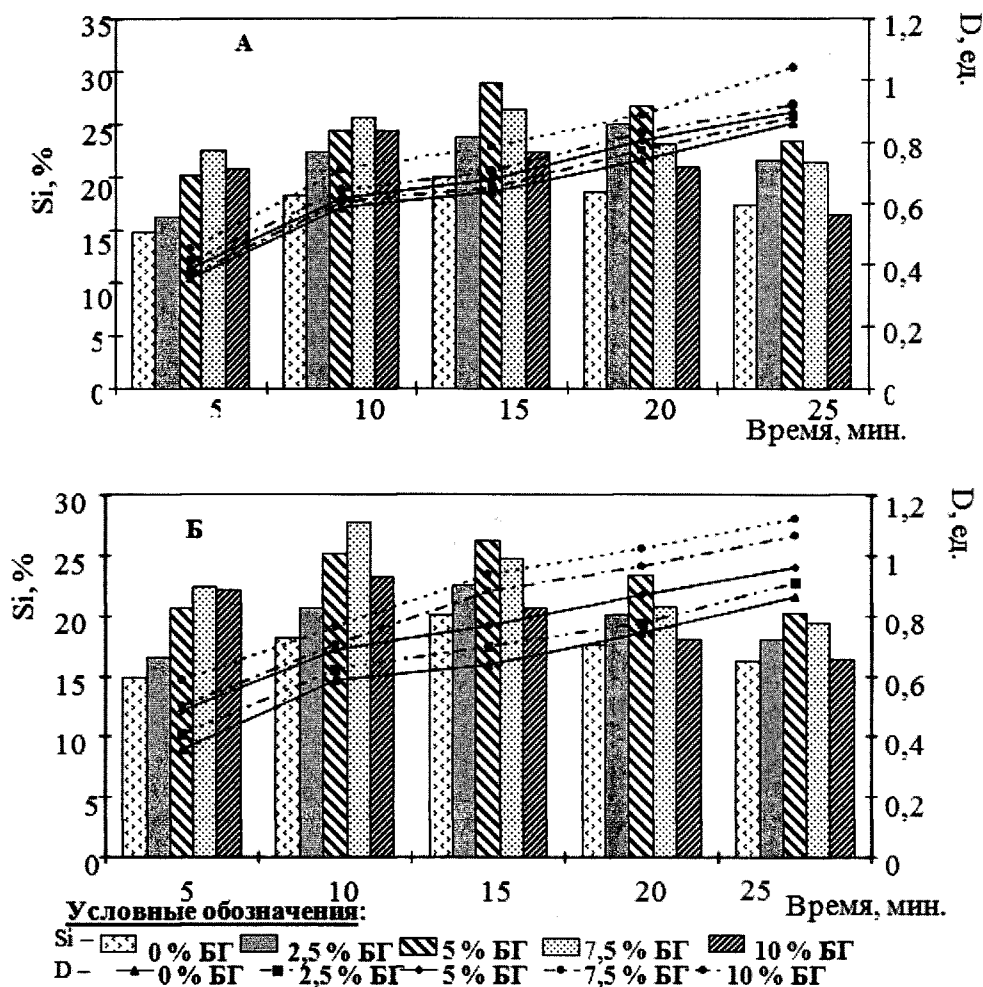 35
30
25
20
15
10
5
0
Si, %
А
1,2
1
0,8
0,6
0,4
0,2
0
D, ед.
5 10 15 20 25
Время, мин.
30
25
20
15
10
5
0
Si, %
Б
1,2
1
0,8
0,6
0,4
0,2
0
D, ед.
5 10 15 20 25
Время, мин.
Условные обозначения:
Si – 0 % БГ 2,5 % БГ 5 % БГ 7,5 % БГ 10 % БГ
D – 0 % БГ 2,5 % БГ 5 % БГ 7,5 % БГ 10 % БГ